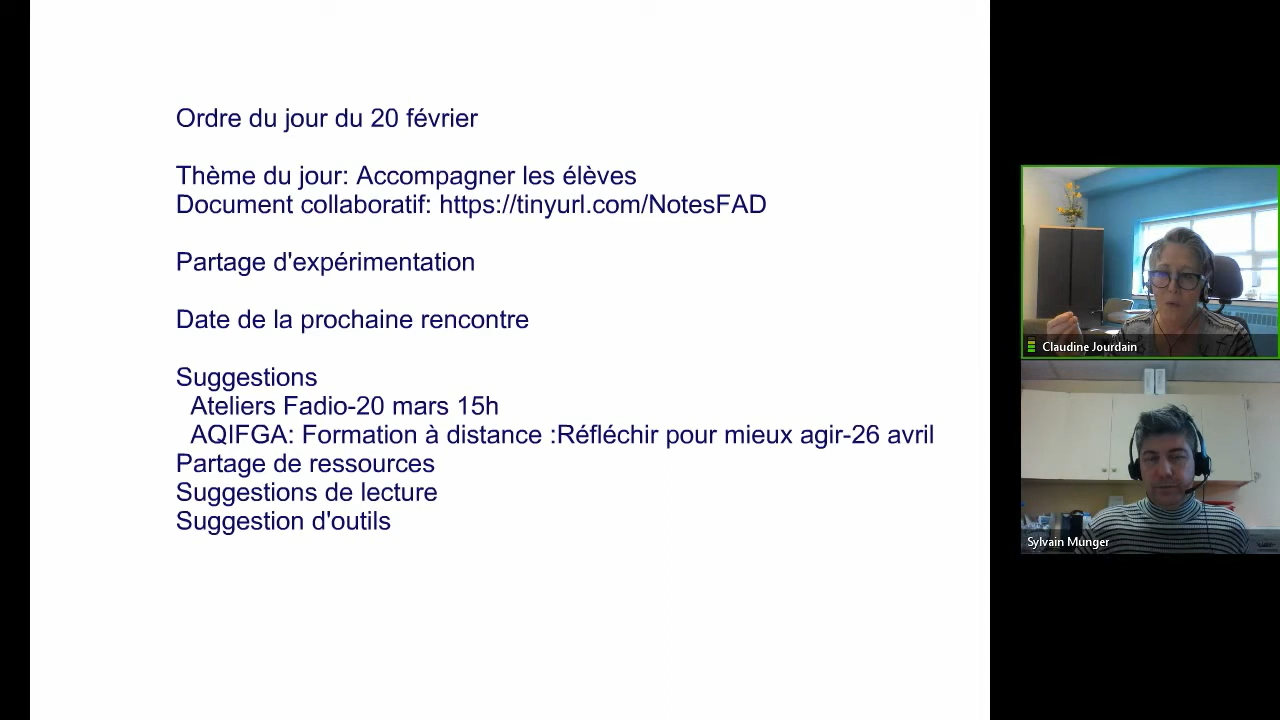 Ordre du jour du 20 février
Thème du jour: Accompagner les élèves
Document collaboratif: https://tinyurl.com/NotesFAD
Partage d'expérimentation
Date de la prochaine rencontre
Suggestions
Ateliers Fadio-20 mars 15h
AQIFGA: Formation à distance :Réfléchir pour mieux agir-26 avril
Partage de ressources
Suggestions de lecture
Suggestion d'outils
Claudine Jourdain
Sylvain Munger